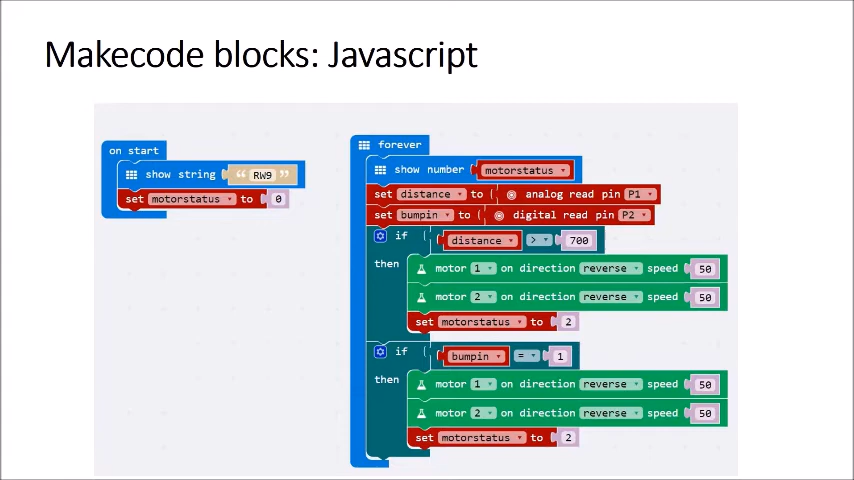 Makecode blocks: Javascript
on start
show string “ RW9 ”
set motorstatus to 0
forever
show number motorstatus
set distance to analog read pin P1
set bumpin to digital read pin P2
if distance > 700
then motor 1 on direction reverse speed 50
motor 2 on direction reverse speed 50
set motorstatus to 2
if bumpin = 1
then motor 1 on direction reverse speed 50
motor 2 on direction reverse speed 50
set motorstatus to 2